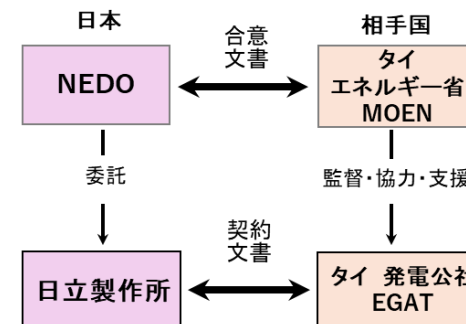 日本
相手国
合意
文書
NEDO
タイ
エネルギー省
MOEN
委託
監督・協力・支援
契約
文書
日立製作所
タイ 発電公社
EGAT